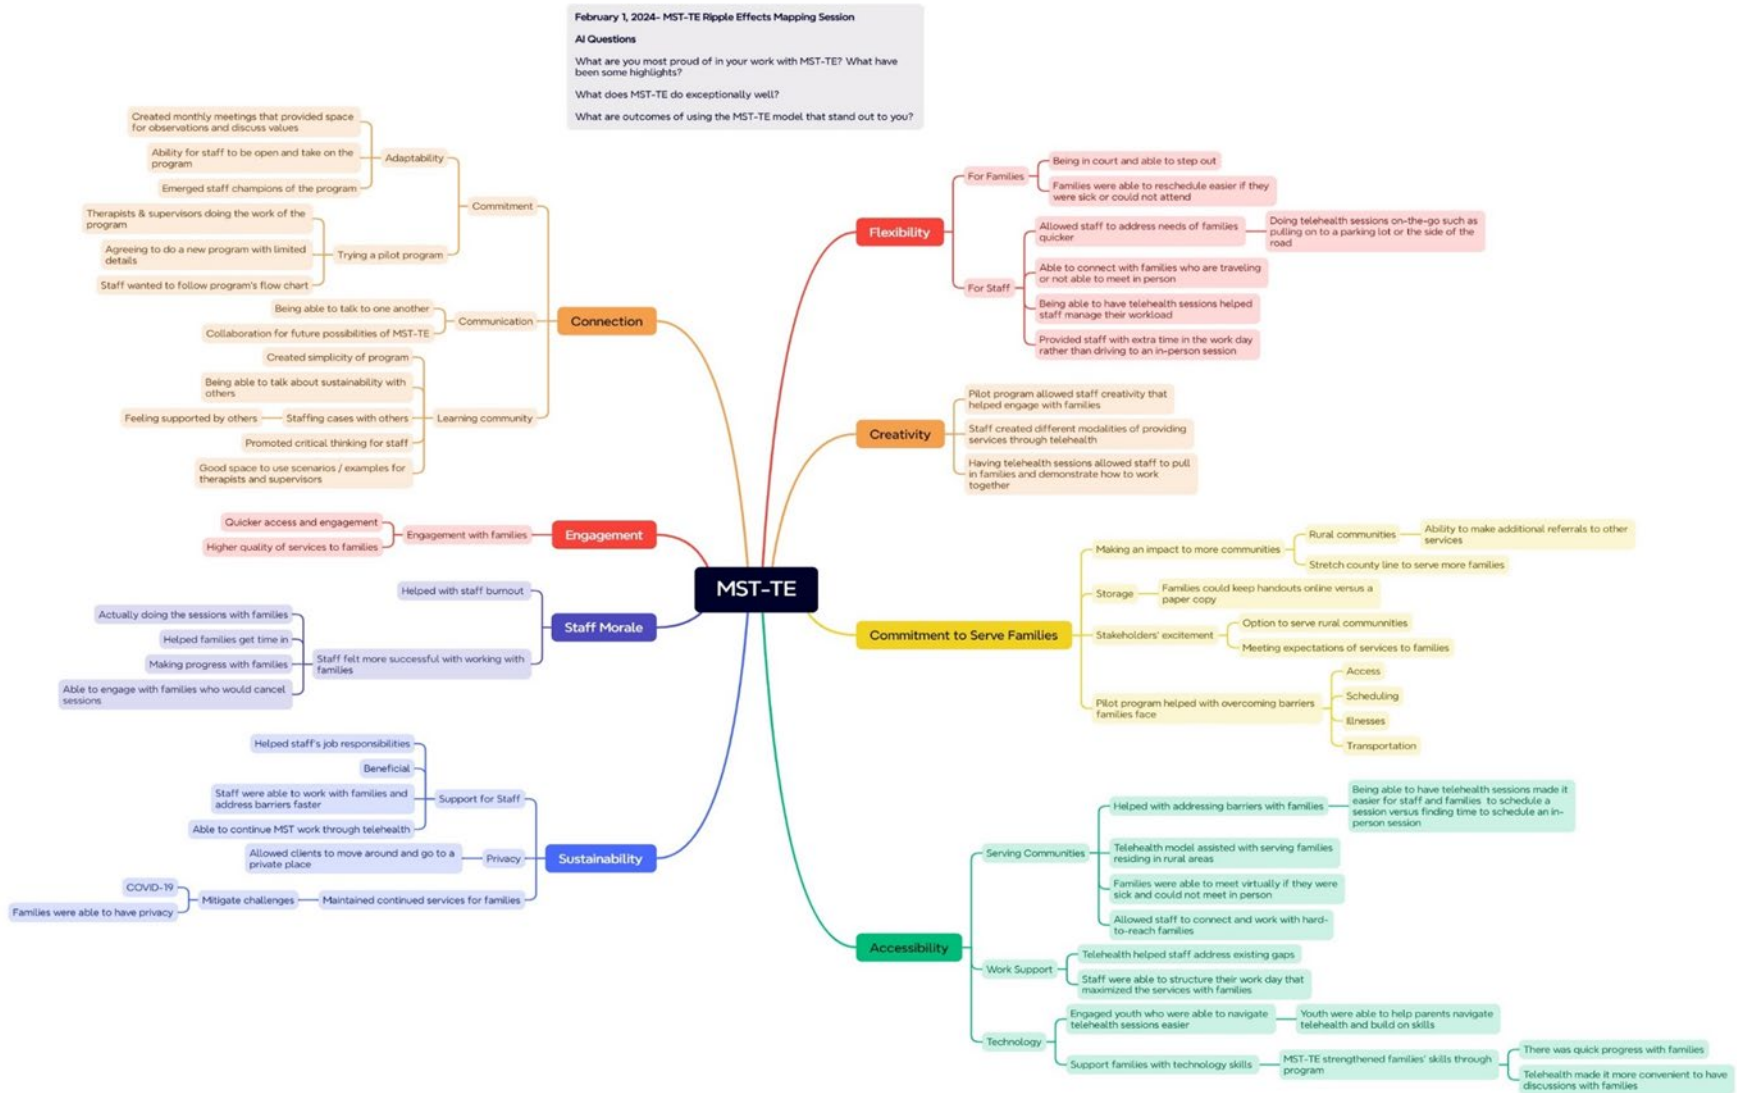 February 1, 2024- MST-TE Ripple Effects Mapping Session
AI Questions
What are you most proud of in your work with MST-TE? What have
been some highlights?
What does MST-TE do exceptionally well?
What are outcomes of using the MST-TE model that stand out to you?
MST-TE
Connection
Commitment
Adaptability
Created monthly meetings that provided space
for observations and discuss values
Ability for staff to be open and take on the
program
Emerged staff champions of the program
Trying a pilot program
Therapists & supervisors doing the work of the
program
Agreeing to do a new program with limited
details
Staff wanted to follow program's flow chart
Communication
Being able to talk to one another
Collaboration for future possibilities of MST-TE
Learning community
Created simplicity of program
Being able to talk about sustainability with
others
Staffing cases with others
Feeling supported by others
Promoted critical thinking for staff
Good space to use scenarios / examples for
therapists and supervisors
Engagement
Engagement with families
Quicker access and engagement
Higher quality of services to families
Staff Morale
Helped with staff burnout
Staff felt more successful with working with
families
Actually doing the sessions with families
Helped families get time in
Making progress with families
Able to engage with families who would cancel
sessions
Sustainability
Support for Staff
Helped staff's job responsibilities
Beneficial
Staff were able to work with families and
address barriers faster
Able to continue MST work through telehealth
Privacy
Allowed clients to move around and go to a
private place
Maintained continued services for families
Mitigate challenges
COVID-19
Families were able to have privacy
Flexibility
For Families
Being in court and able to step out
Families were able to reschedule easier if they
were sick or could not attend
For Staff
Allowed staff to address needs of families
quicker
Doing telehealth sessions on-the-go such as
pulling on to a parking lot or the side of the
road
Able to connect with families who are traveling
or not able to meet in person
Being able to have telehealth sessions helped
staff manage their workload
Provided staff with extra time in the work day
rather than driving to an in-person session
Creativity
Pilot program allowed staff creativity that
helped engage with families
Staff created different modalities of providing
services through telehealth
Having telehealth sessions allowed staff to pull
in families and demonstrate how to work
together
Commitment to Serve Families
Making an impact to more communities
Rural communities
Ability to make additional referrals to other
services
Stretch county line to serve more families
Storage
Families could keep handouts online versus a
paper copy
Stakeholders' excitement
Option to serve rural communnities
Meeting expectations of services to families
Pilot program helped with overcoming barriers
families face
Access
Scheduling
Illnesses
Transportation
Accessibility
Serving Communities
Helped with addressing barriers with families
Being able to have telehealth sessions made it
easier for staff and families to schedule a
session versus finding time to schedule an in-
person session
Telehealth model assisted with serving families
residing in rural areas
Families were able to meet virtually if they were
sick and could not meet in person
Allowed staff to connect and work with hard-
to-reach families
Work Support
Telehealth helped staff address existing gaps
Staff were able to structure their work day that
maximized the services with families
Technology
Engaged youth who were able to navigate
telehealth sessions easier
Youth were able to help parents navigate
telehealth and build on skills
Support families with technology skills
MST-TE strengthened families' skills through
program
There was quick progress with families
Telehealth made it more convenient to have
discussions with families